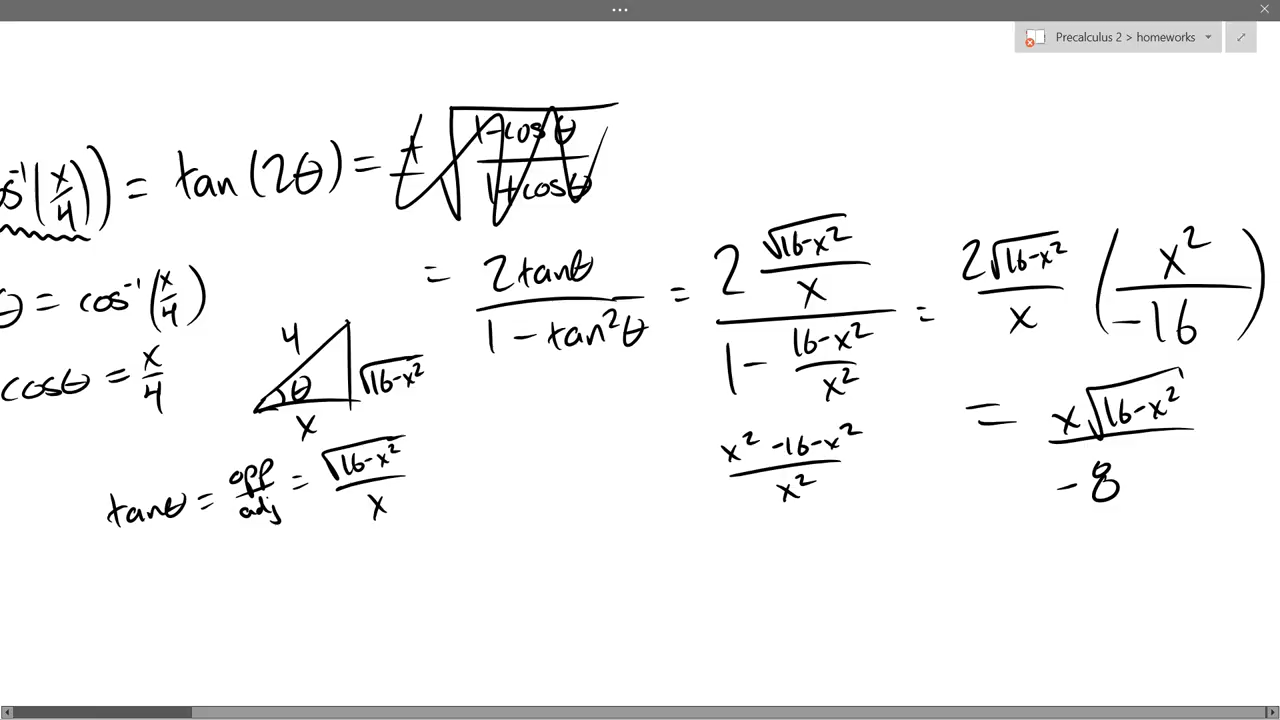 Precalculus 2 > homeworks
os⁻¹(x/4)) = tan(2θ) = ± √((1-cosθ)/(1+cosθ))
= 2tanθ/(1 - tan²θ) = (2 √(16-x²)/x)/(1 - (16-x²)/x²) = 2√(16-x²)/x (x²/-16)
θ = cos⁻¹(x/4)
cosθ = x/4
4
θ
√(16-x²)
x
tanθ = opp/adj = √(16-x²)/x
(x² -16-x²)/x²
= x√(16-x²)/-8